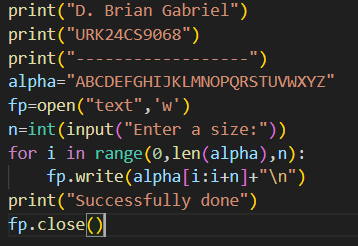 print("D. Brian Gabriel")
print("URK24CS9068")
print("-----------------")
alpha="ABCDEFGHIJKLMNOPQRSTUVWXYZ"
fp=open("text",'w')
n=int(input("Enter a size:"))
for i in range(0,len(alpha),n):
    fp.write(alpha[i:i+n]+"\n")
print("Successfully done")
fp.close()